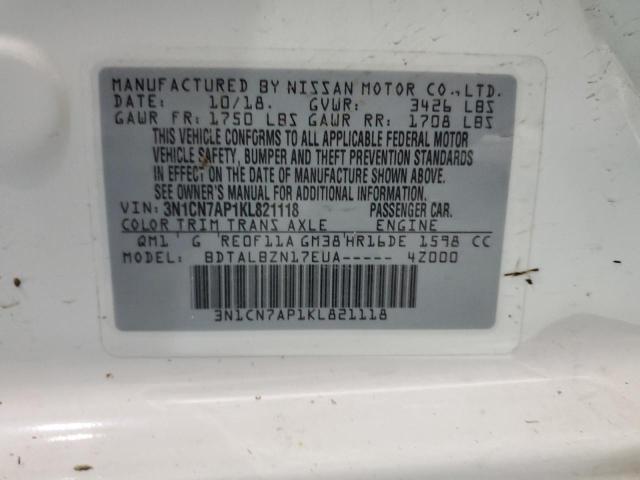 MANUFACTURED BY NISSAN MOTOR CO.,LTD.
DATE: 10/18. GVWR: 3426 LBS
GAWR FR: 1750 LBS GAWR RR: 1708 LBS
THIS VEHICLE CONFORMS TO ALL APPLICABLE FEDERAL MOTOR
VEHICLE SAFETY, BUMPER AND THEFT PREVENTION STANDARDS
IN EFFECT ON THE DATE OF MANUFACTURE SHOWN ABOVE.
SEE OWNER'S MANUAL FOR ADDITIONAL INFORMATION.
VIN: 3N1CN7AP1KL821118 PASSENGER CAR.
COLOR TRIM TRANS AXLE ENGINE
QM1 G RE0F11A GM38 HR16DE 1598 CC
MODEL: BDTALBZN17EUA----- 4Z000
3N1CN7AP1KL821118